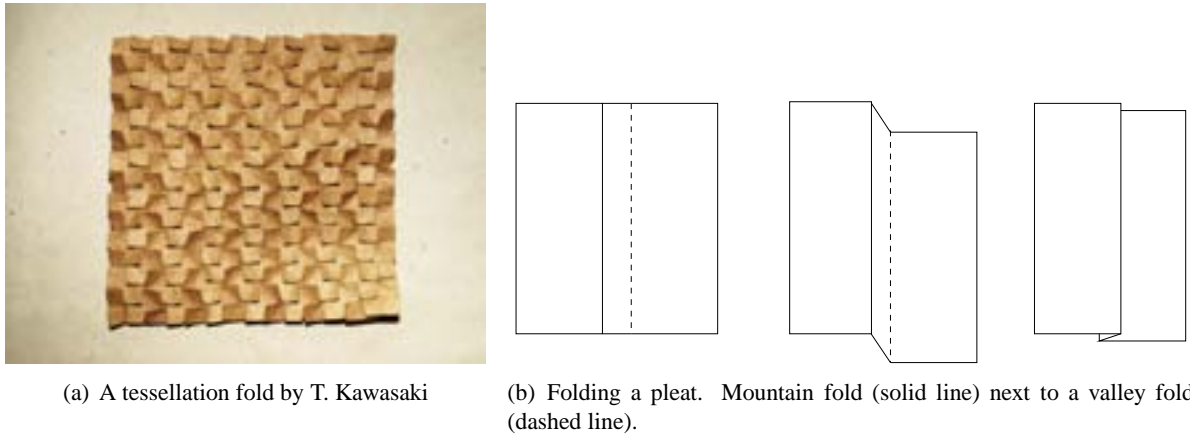 (a) A tessellation fold by T. Kawasaki
(b) Folding a pleat. Mountain fold (solid line) next to a valley fold
(dashed line).